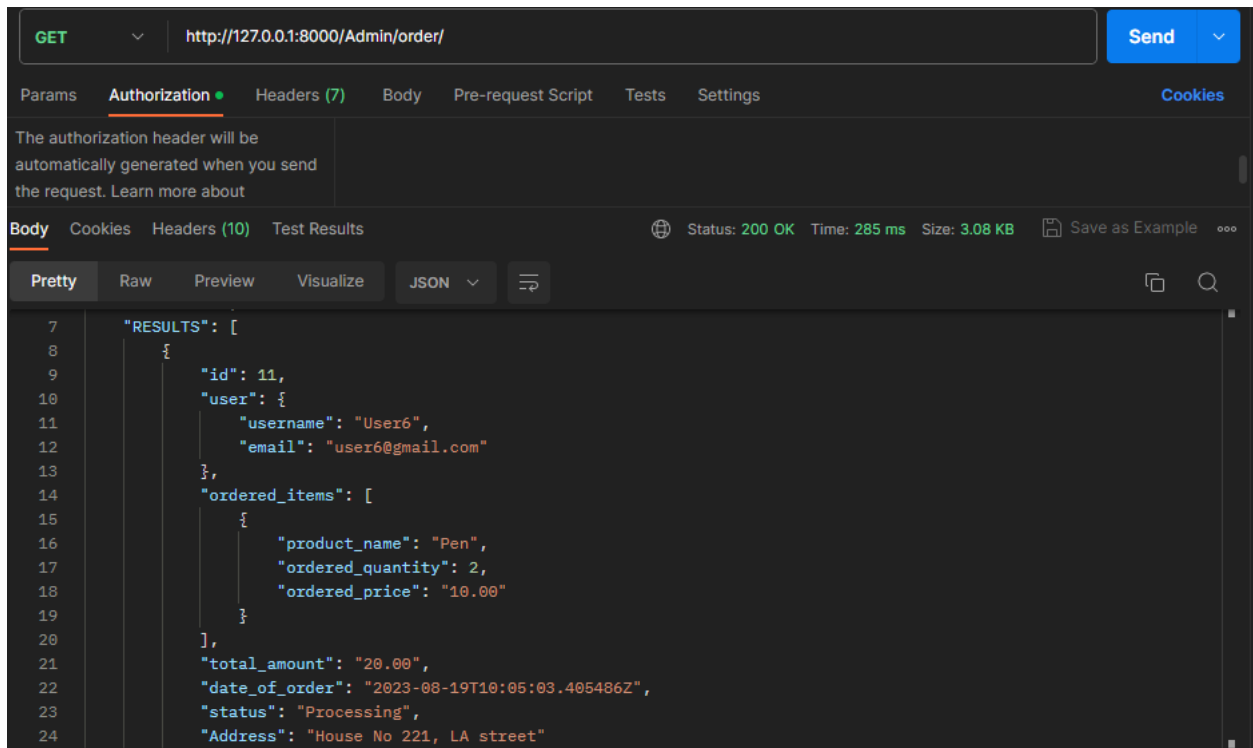 GET http://127.0.0.1:8000/Admin/order/ Send
Params Authorization Headers (7) Body Pre-request Script Tests Settings Cookies
The authorization header will be
automatically generated when you send
the request. Learn more about
Body Cookies Headers (10) Test Results Status: 200 OK Time: 285 ms Size: 3.08 KB Save as Example
Pretty Raw Preview Visualize JSON
7 "RESULTS": [
8 {
9 "id": 11,
10 "user": {
11 "username": "User6",
12 "email": "user6@gmail.com"
13 },
14 "ordered_items": [
15 {
16 "product_name": "Pen",
17 "ordered_quantity": 2,
18 "ordered_price": "10.00"
19 }
20 ],
21 "total_amount": "20.00",
22 "date_of_order": "2023-08-19T10:05:03.405486Z",
23 "status": "Processing",
24 "Address": "House No 221, LA street"